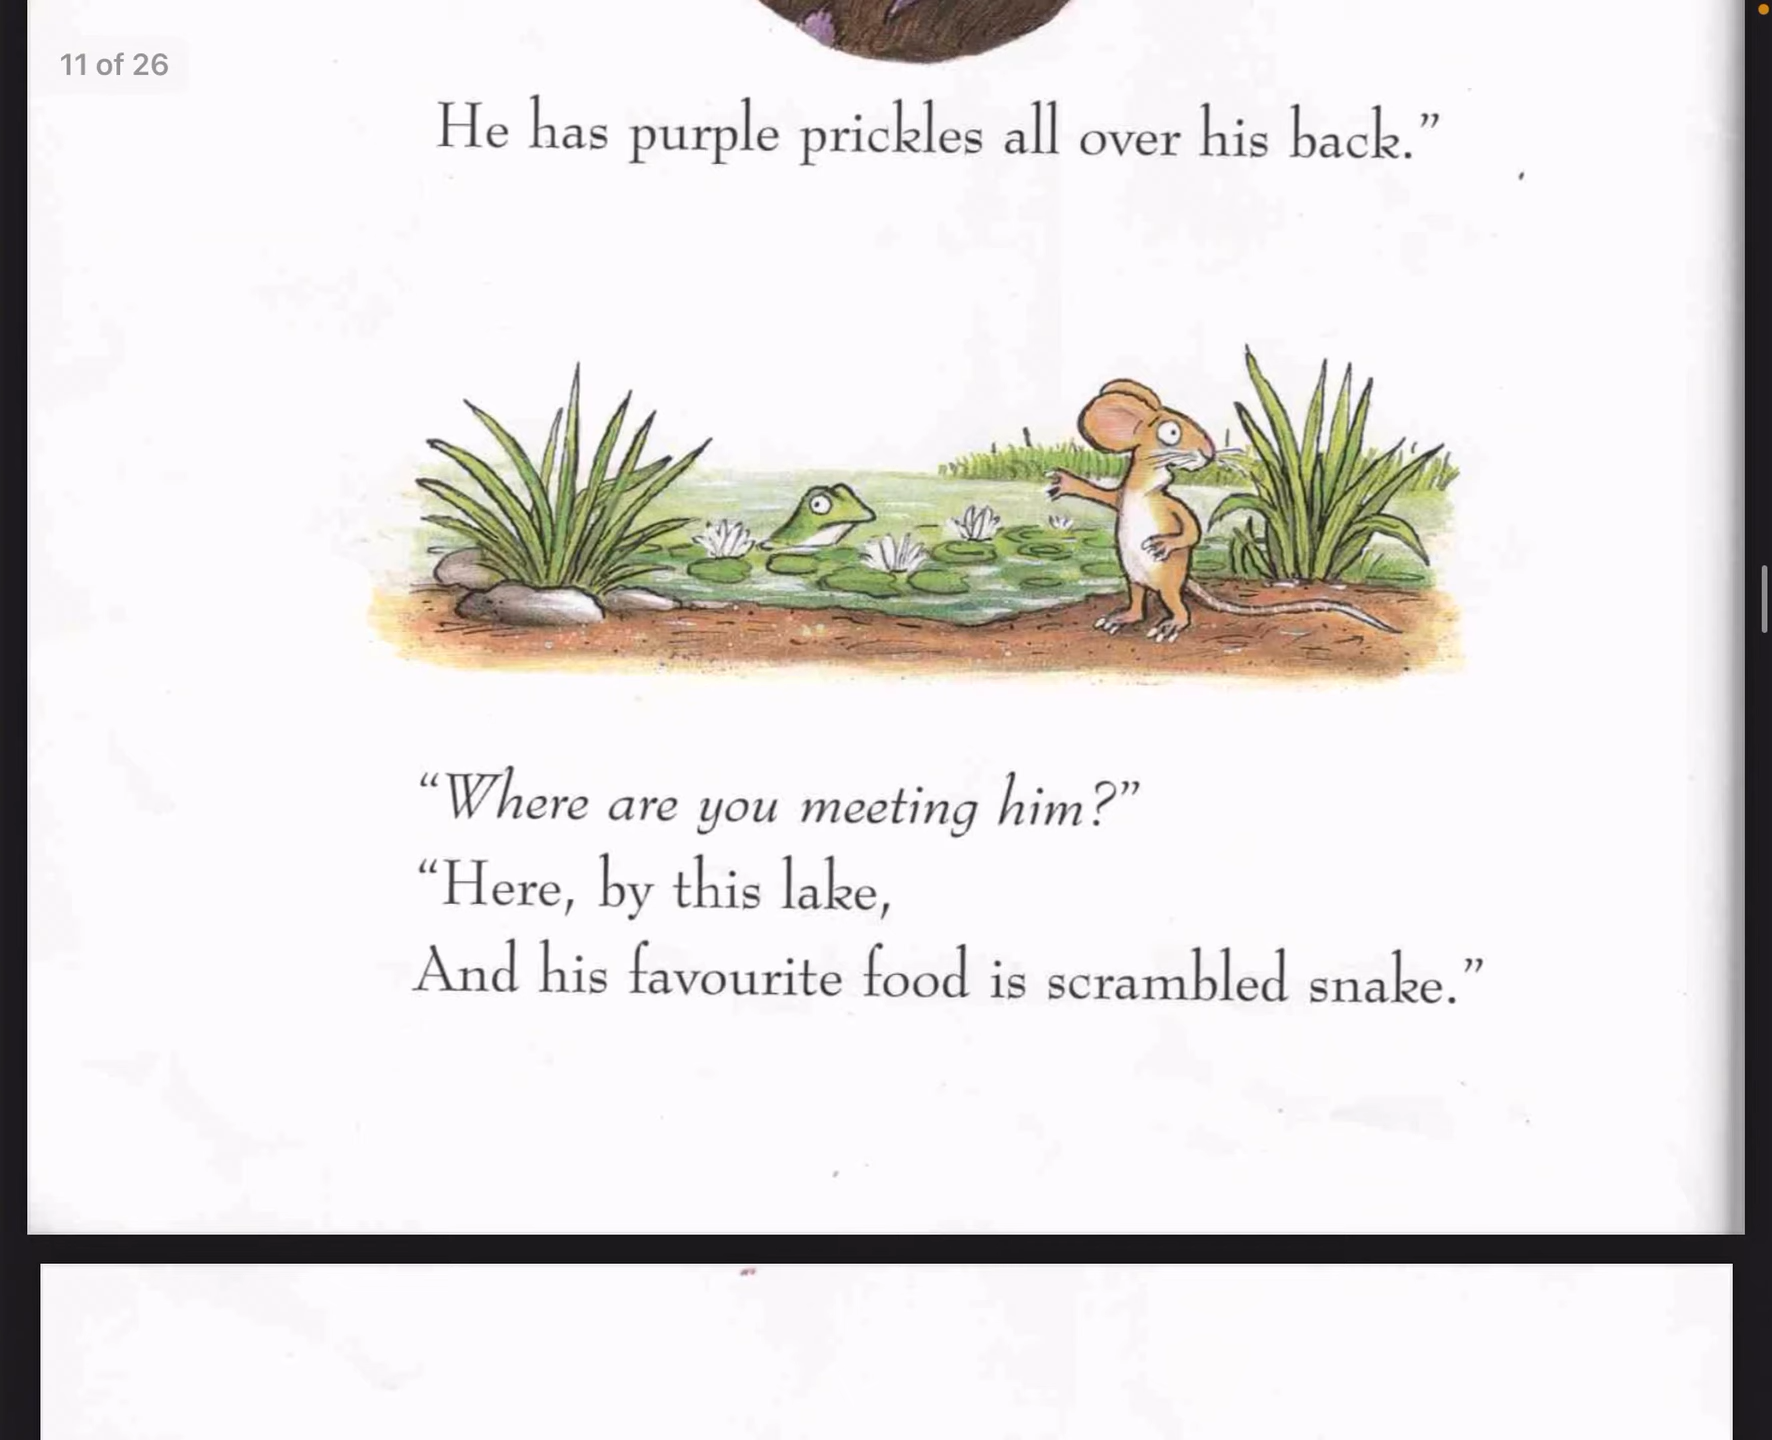 11 of 26
He has purple prickles all over his back.”
“Where are you meeting him?”
“Here, by this lake,
And his favourite food is scrambled snake.”